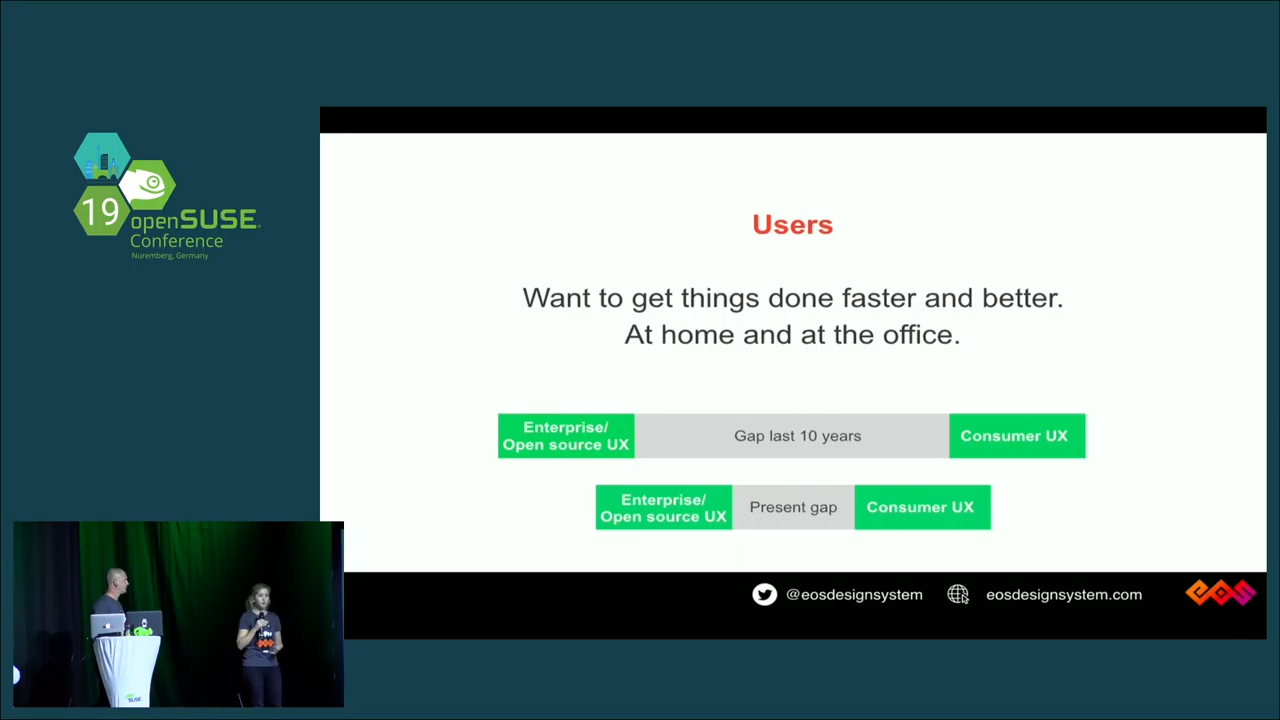 19
openSUSE
Conference
Nuremberg, Germany
Users
Want to get things done faster and better.
At home and at the office.
Enterprise/
Open source UX
Gap last 10 years
Consumer UX
Enterprise/
Open source UX
Present gap
Consumer UX
@eosdesignsystem
eosdesignsystem.com
eos
SUSE